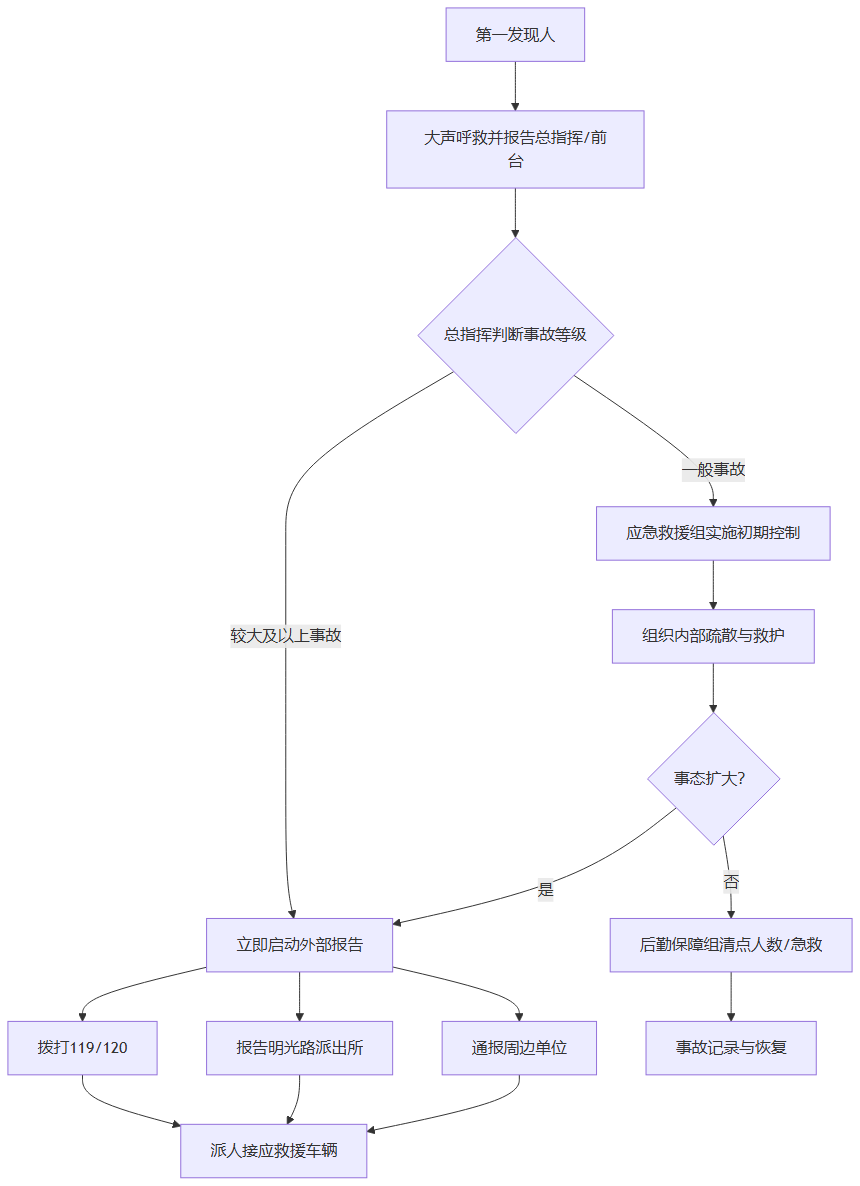 第一发现人
大声呼救并报告总指挥/前
台
总指挥判断事故等级
一般事故
应急救援组实施初期控制
较大及以上事故
组织内部疏散与救护
事态扩大？
是
否
立即启动外部报告
后勤保障组清点人数/急救
拨打119/120
报告明光路派出所
通报周边单位
事故记录与恢复
派人接应救援车辆